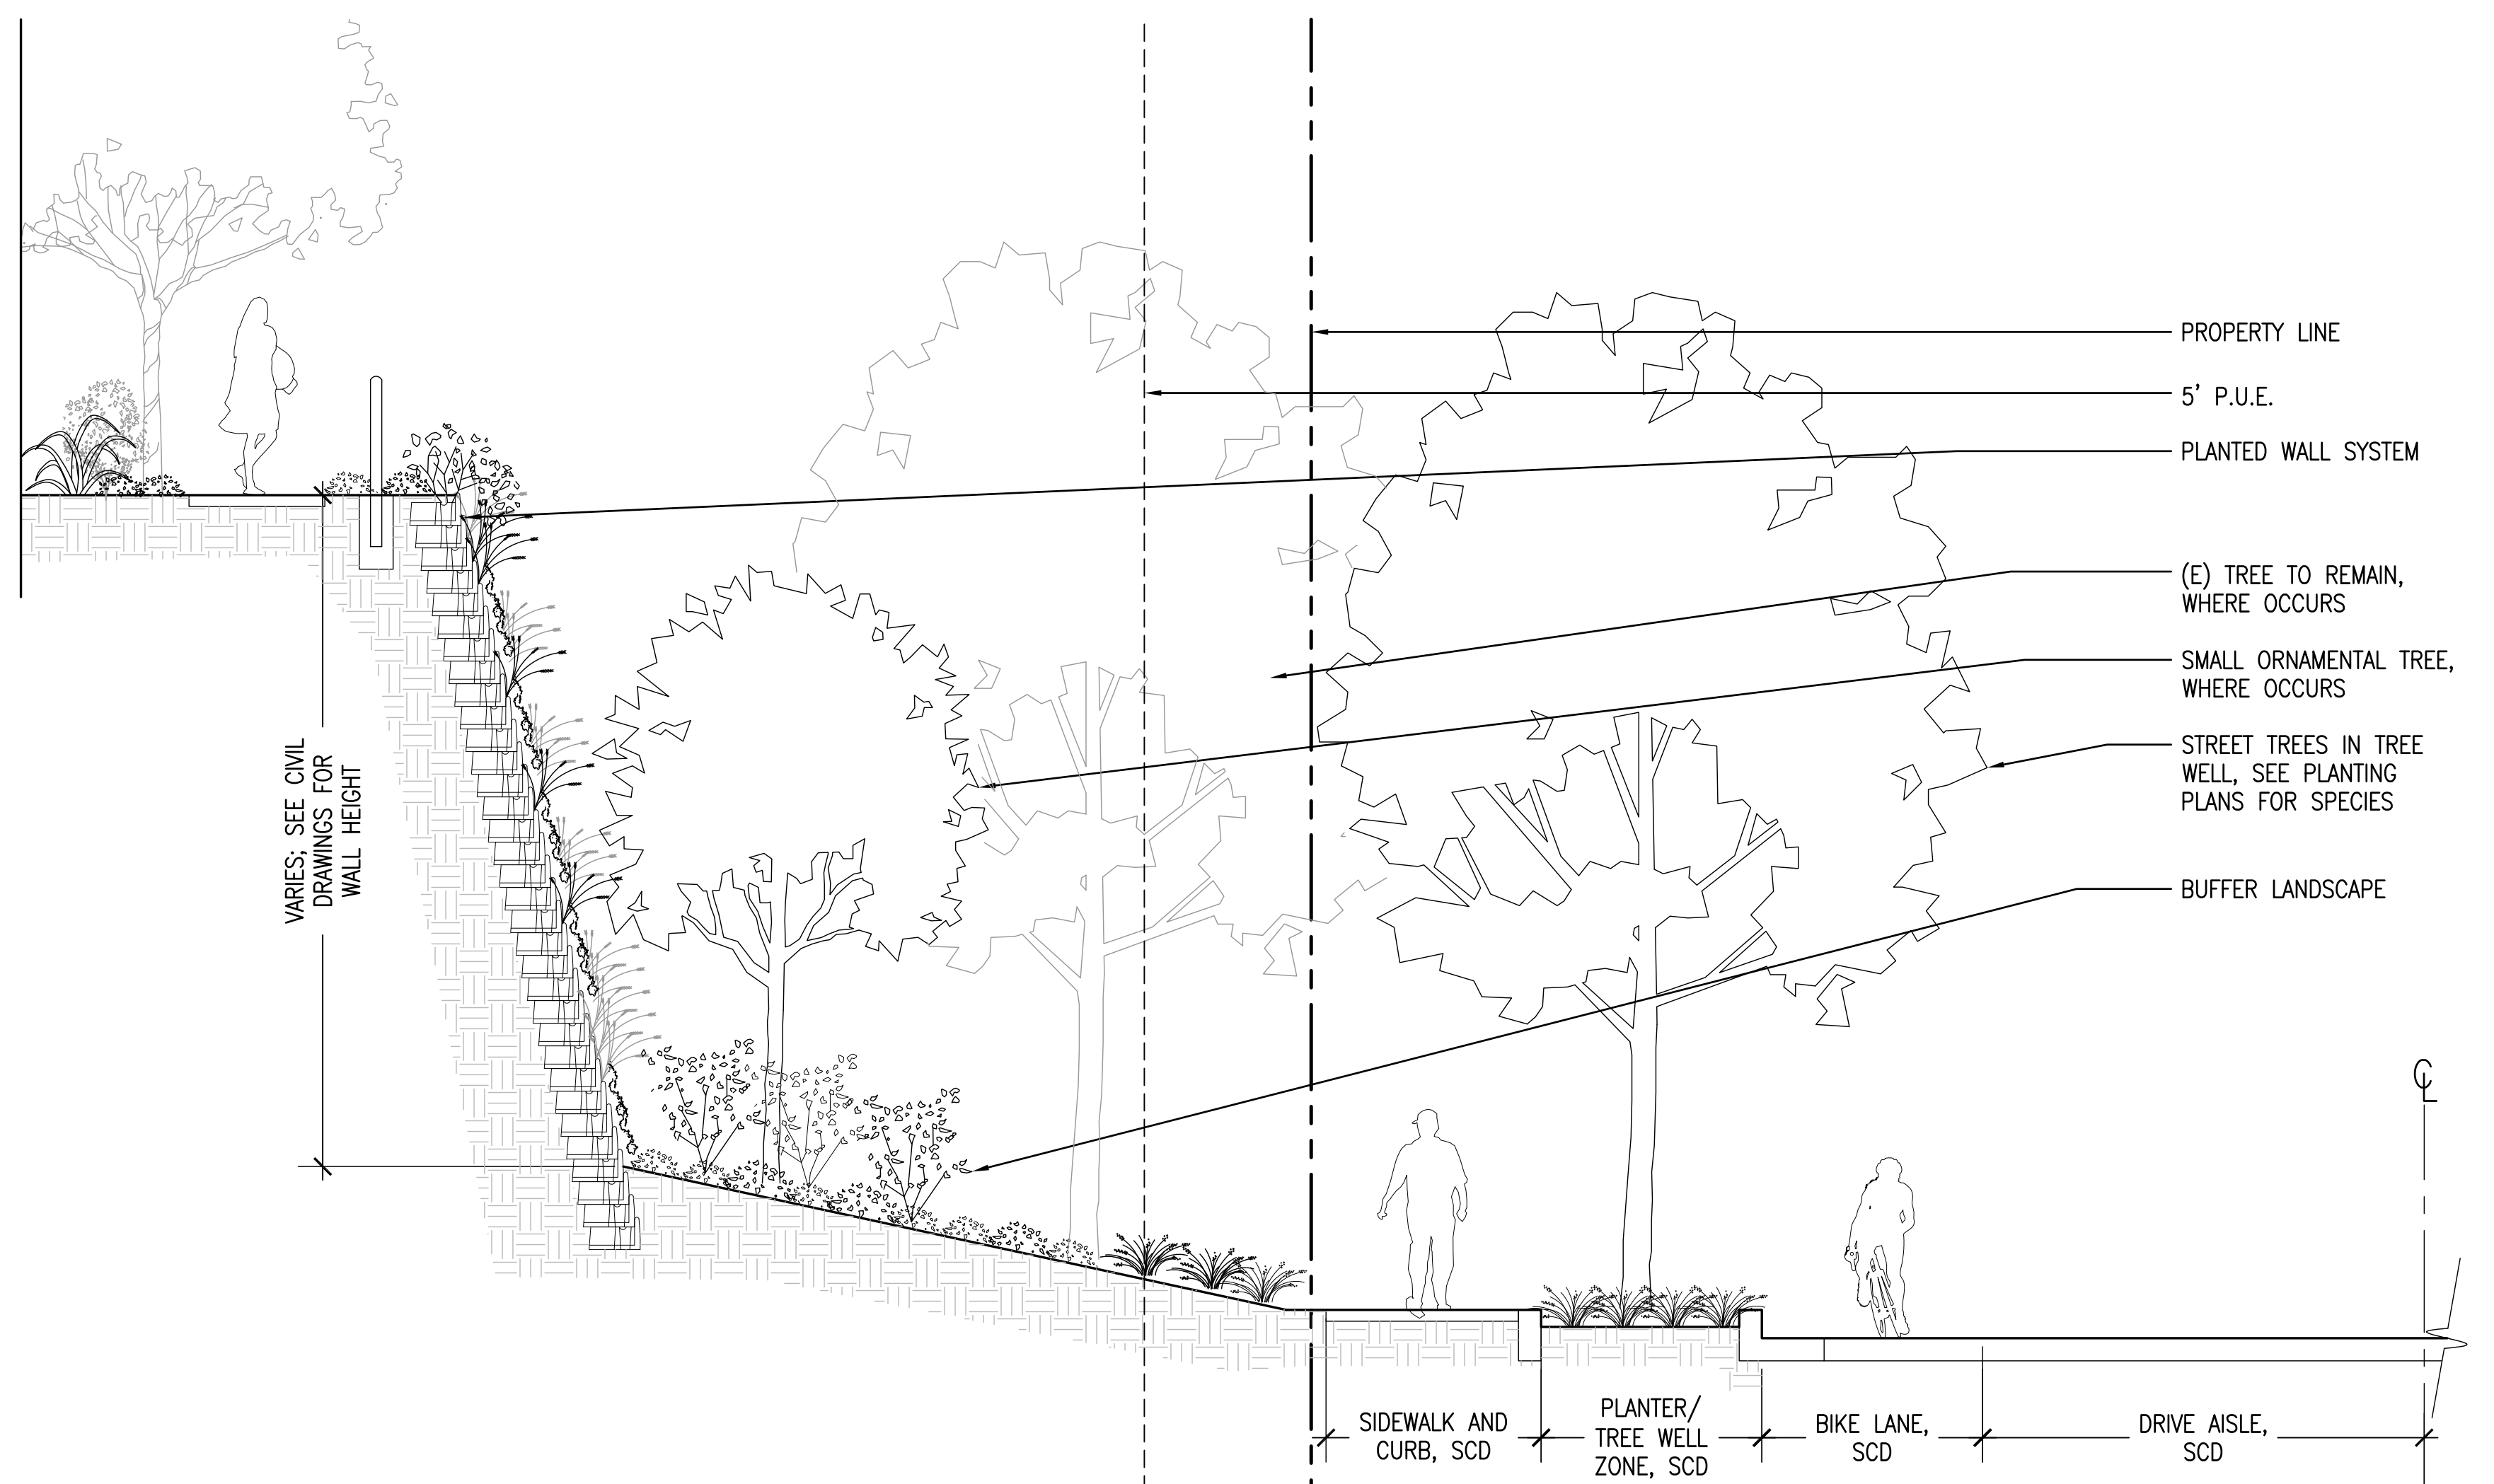 PROPERTY LINE
5' P.U.E.
PLANTED WALL SYSTEM
(E) TREE TO REMAIN,
WHERE OCCURS
SMALL ORNAMENTAL TREE,
WHERE OCCURS
STREET TREES IN TREE
WELL, SEE PLANTING
PLANS FOR SPECIES
BUFFER LANDSCAPE
VARIES; SEE CIVIL
DRAWINGS FOR
WALL HEIGHT
CL
SIDEWALK AND
CURB, SCD
PLANTER/
TREE WELL
ZONE, SCD
BIKE LANE,
SCD
DRIVE AISLE,
SCD